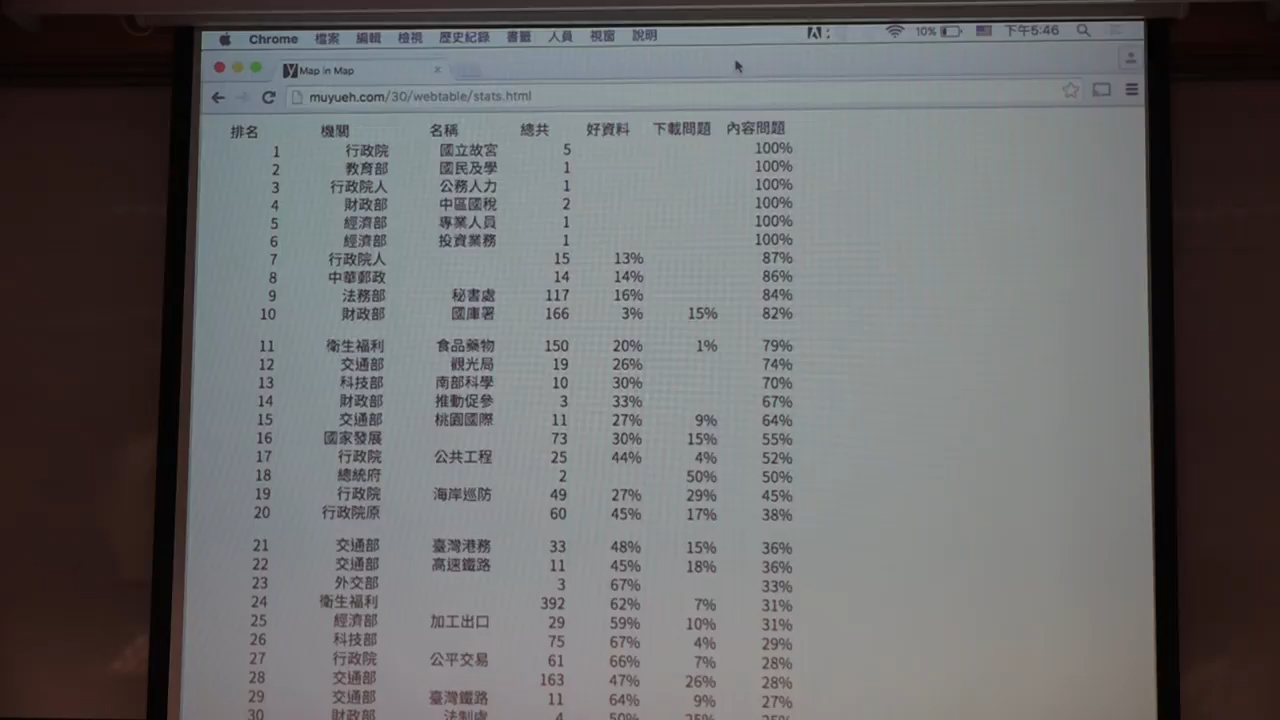 Chrome 檔案 編輯 檢視 歷史紀錄 書籤 人員 視窗 說明 10% 下午5:46
Map in Map
muyueh.com/30/webtable/stats.html
排名 機關 名稱 總共 好資料 下載問題 內容問題
1 行政院 國立故宮 5 100%
2 教育部 國民及學 1 100%
3 行政院人 公務人力 1 100%
4 財政部 中區國稅 2 100%
5 經濟部 專業人員 1 100%
6 經濟部 投資業務 1 100%
7 行政院人 15 13% 87%
8 中華郵政 14 14% 86%
9 法務部 秘書處 117 16% 84%
10 財政部 國庫署 166 3% 15% 82%
11 衛生福利 食品藥物 150 20% 1% 79%
12 交通部 觀光局 19 26% 74%
13 科技部 南部科學 10 30% 70%
14 財政部 推動促參 3 33% 67%
15 交通部 桃園國際 11 27% 9% 64%
16 國家發展 73 30% 15% 55%
17 行政院 公共工程 25 44% 4% 52%
18 總統府 2 50% 50%
19 行政院 海岸巡防 49 27% 29% 45%
20 行政院原 60 45% 17% 38%
21 交通部 臺灣港務 33 48% 15% 36%
22 交通部 高速鐵路 11 45% 18% 36%
23 外交部 3 67% 33%
24 衛生福利 392 62% 7% 31%
25 經濟部 加工出口 29 59% 10% 31%
26 科技部 75 67% 4% 29%
27 行政院 公平交易 61 66% 7% 28%
28 交通部 163 47% 26% 28%
29 交通部 臺灣鐵路 11 64% 9% 27%
30 財政部 法制處 4 50% 25% 25%